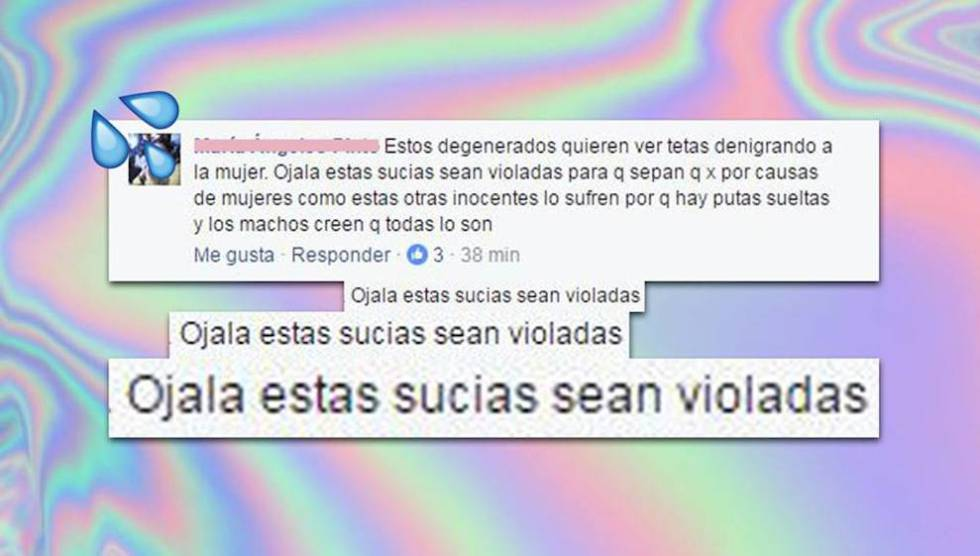 Estos degenerados quieren ver tetas denigrando a
la mujer. Ojala estas sucias sean violadas para q sepan q x por causas
de mujeres como estas otras inocentes lo sufren por q hay putas sueltas
y los machos creen q todas lo son
Me gusta · Responder · 3 · 38 min
Ojala estas sucias sean violadas
Ojala estas sucias sean violadas
Ojala estas sucias sean violadas